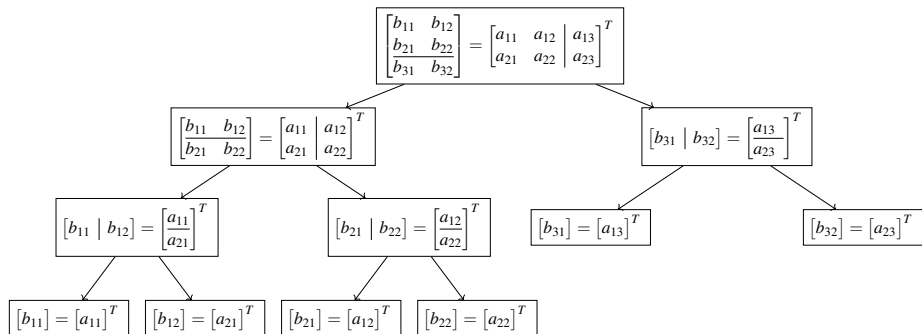 [b11 b12; b21 b22; b31 b32] = [a11 a12 | a13; a21 a22 | a23]^T
[b11 b12; b21 b22] = [a11 | a12; a21 | a22]^T
[b31 | b32] = [a13; a23]^T
[b11 | b12] = [a11; a21]^T
[b21 | b22] = [a12; a22]^T
[b31] = [a13]^T
[b32] = [a23]^T
[b11] = [a11]^T
[b12] = [a21]^T
[b21] = [a12]^T
[b22] = [a22]^T